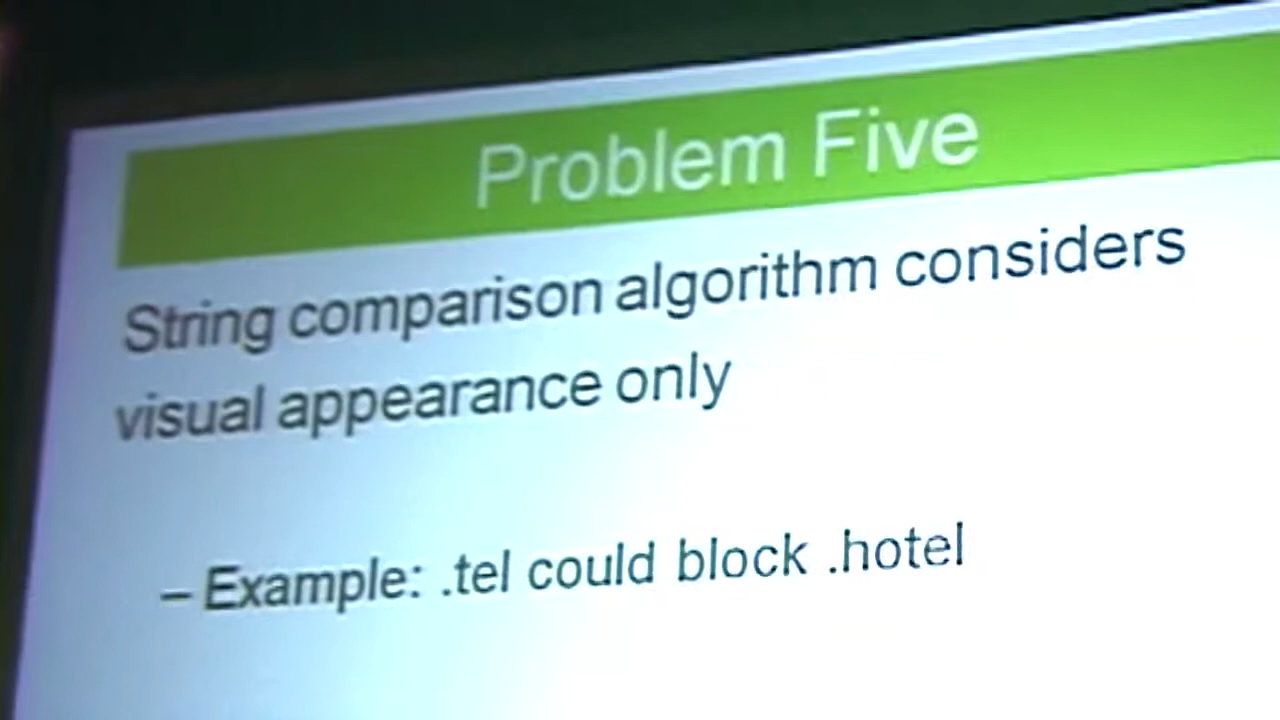 Problem Five
String comparison algorithm considers
visual appearance only
– Example: .tel could block .hotel